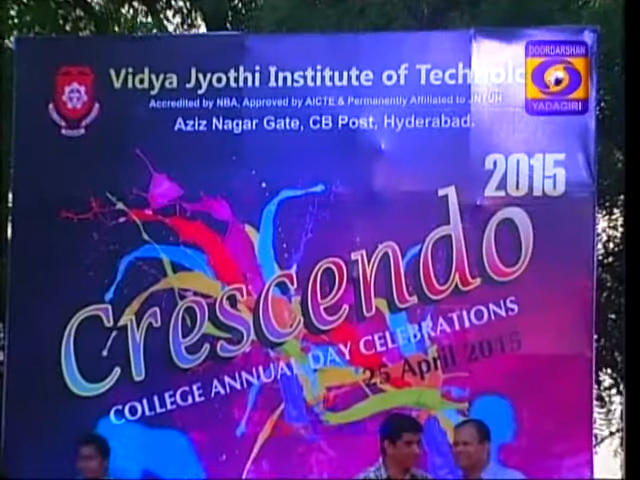 Vidya Jyothi Institute of Technolo
DOORDARSHAN
YADAGIRI
Accredited by NBA, Approved by AICTE & Permanently Affiliated to JNTUH
Aziz Nagar Gate, CB Post, Hyderabad.
2015
Crescendo
COLLEGE ANNUAL DAY CELEBRATIONS
25 April 2015